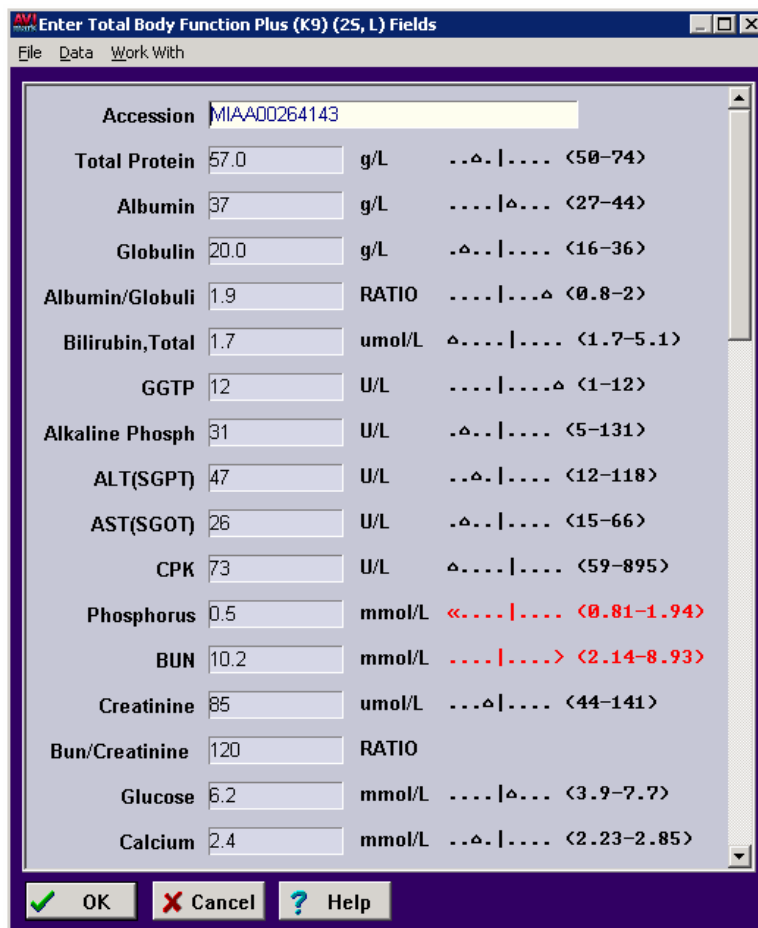 AVI mark Enter Total Body Function Plus (K9) (25, L) Fields
File Data Work With
Accession MIAA00264143
Total Protein 57.0 g/L ..▵.|.... (50-74)
Albumin 37 g/L ....|▵... (27-44)
Globulin 20.0 g/L .▵..|.... (16-36)
Albumin/Globuli 1.9 RATIO ....|...▵ (0.8-2)
Bilirubin,Total 1.7 umol/L ▵....|.... (1.7-5.1)
GGTP 12 U/L ....|....▵ (1-12)
Alkaline Phosph 31 U/L .▵..|.... (5-131)
ALT(SGPT) 47 U/L ..▵.|.... (12-118)
AST(SGOT) 26 U/L .▵..|.... (15-66)
CPK 73 U/L ▵....|.... (59-895)
Phosphorus 0.5 mmol/L «....|.... (0.81-1.94)
BUN 10.2 mmol/L ....|....> (2.14-8.93)
Creatinine 85 umol/L ...▵|.... (44-141)
Bun/Creatinine 120 RATIO
Glucose 6.2 mmol/L ....|▵... (3.9-7.7)
Calcium 2.4 mmol/L ..▵.|.... (2.23-2.85)
OK Cancel ? Help